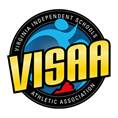 VIRGINIA INDEPENDENT SCHOOLS
VISAA
ATHLETIC ASSOCIATION